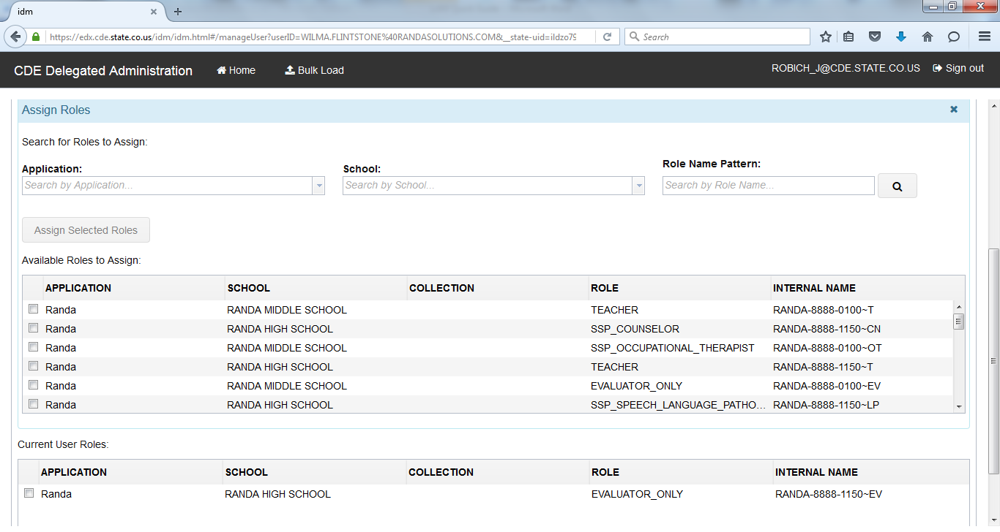 idm
https://edx.cde.state.co.us/idm/idm.html#/manageUser?userID=WILMA.FLINTSTONE%40RANDASOLUTIONS.COM&__state-uid=ildzo79
Search
CDE Delegated Administration Home Bulk Load ROBICH_J@CDE.STATE.CO.US Sign out
Assign Roles
Search for Roles to Assign:
Application: School: Role Name Pattern:
Search by Application... Search by School... Search by Role Name...
Assign Selected Roles
Available Roles to Assign:
APPLICATION SCHOOL COLLECTION ROLE INTERNAL NAME
Randa RANDA MIDDLE SCHOOL TEACHER RANDA-8888-0100~T
Randa RANDA HIGH SCHOOL SSP_COUNSELOR RANDA-8888-1150~CN
Randa RANDA MIDDLE SCHOOL SSP_OCCUPATIONAL_THERAPIST RANDA-8888-0100~OT
Randa RANDA HIGH SCHOOL TEACHER RANDA-8888-1150~T
Randa RANDA MIDDLE SCHOOL EVALUATOR_ONLY RANDA-8888-0100~EV
Randa RANDA HIGH SCHOOL SSP_SPEECH_LANGUAGE_PATHO... RANDA-8888-1150~LP
Current User Roles:
APPLICATION SCHOOL COLLECTION ROLE INTERNAL NAME
Randa RANDA HIGH SCHOOL EVALUATOR_ONLY RANDA-8888-1150~EV